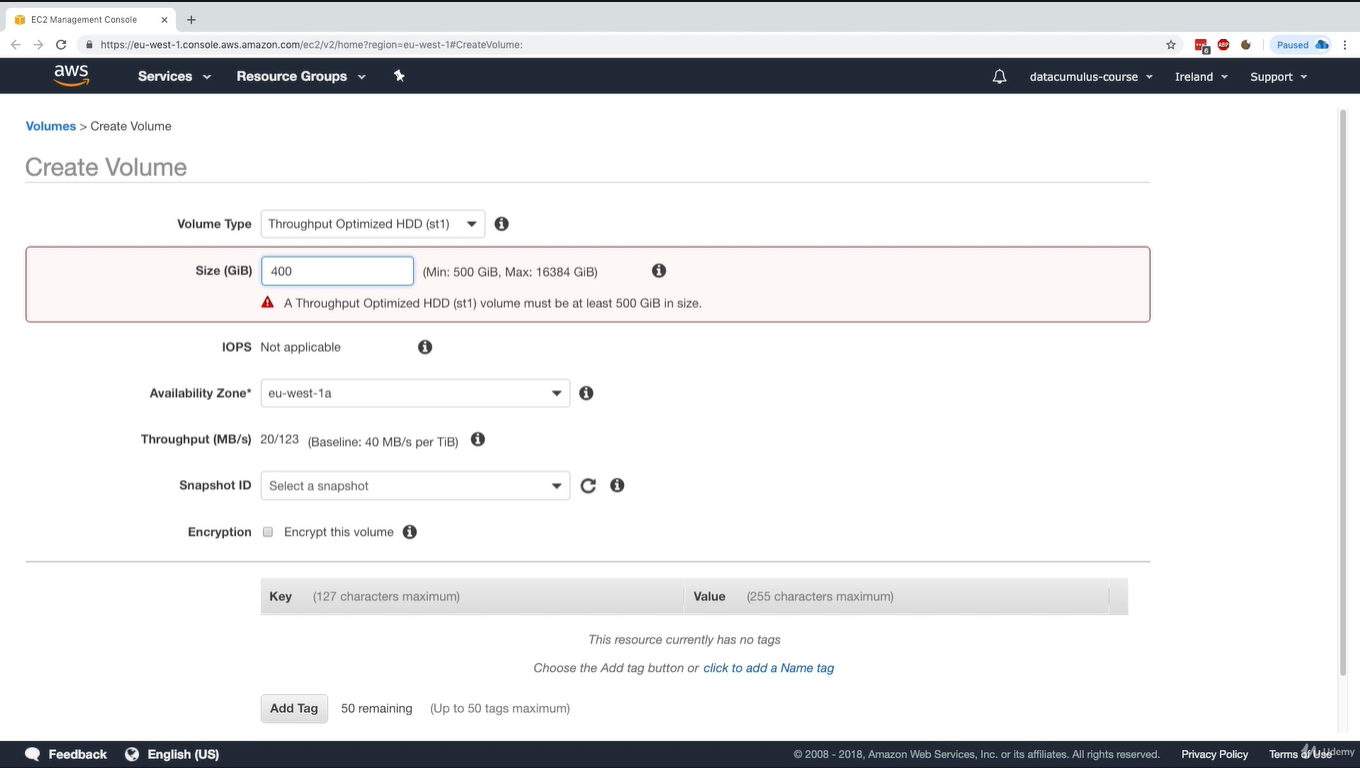 EC2 Management Console
https://eu-west-1.console.aws.amazon.com/ec2/v2/home?region=eu-west-1#CreateVolume:
6
ABP
Paused
aws
Services
Resource Groups
datacumulus-course
Ireland
Support
Volumes > Create Volume
Create Volume
Volume Type Throughput Optimized HDD (st1)
Size (GiB) 400 (Min: 500 GiB, Max: 16384 GiB)
A Throughput Optimized HDD (st1) volume must be at least 500 GiB in size.
IOPS Not applicable
Availability Zone* eu-west-1a
Throughput (MB/s) 20/123 (Baseline: 40 MB/s per TiB)
Snapshot ID Select a snapshot
Encryption Encrypt this volume
Key (127 characters maximum) Value (255 characters maximum)
This resource currently has no tags
Choose the Add tag button or click to add a Name tag
Add Tag 50 remaining (Up to 50 tags maximum)
Feedback English (US) © 2008 - 2018, Amazon Web Services, Inc. or its affiliates. All rights reserved. Privacy Policy Terms of Use
Udemy